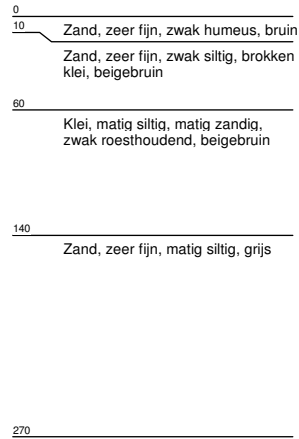 0
Zand, zeer fijn, zwak humeus, bruin
10
Zand, zeer fijn, zwak siltig, brokken
klei, beigebruin
60
Klei, matig siltig, matig zandig,
zwak roesthoudend, beigebruin
140
Zand, zeer fijn, matig siltig, grijs
270